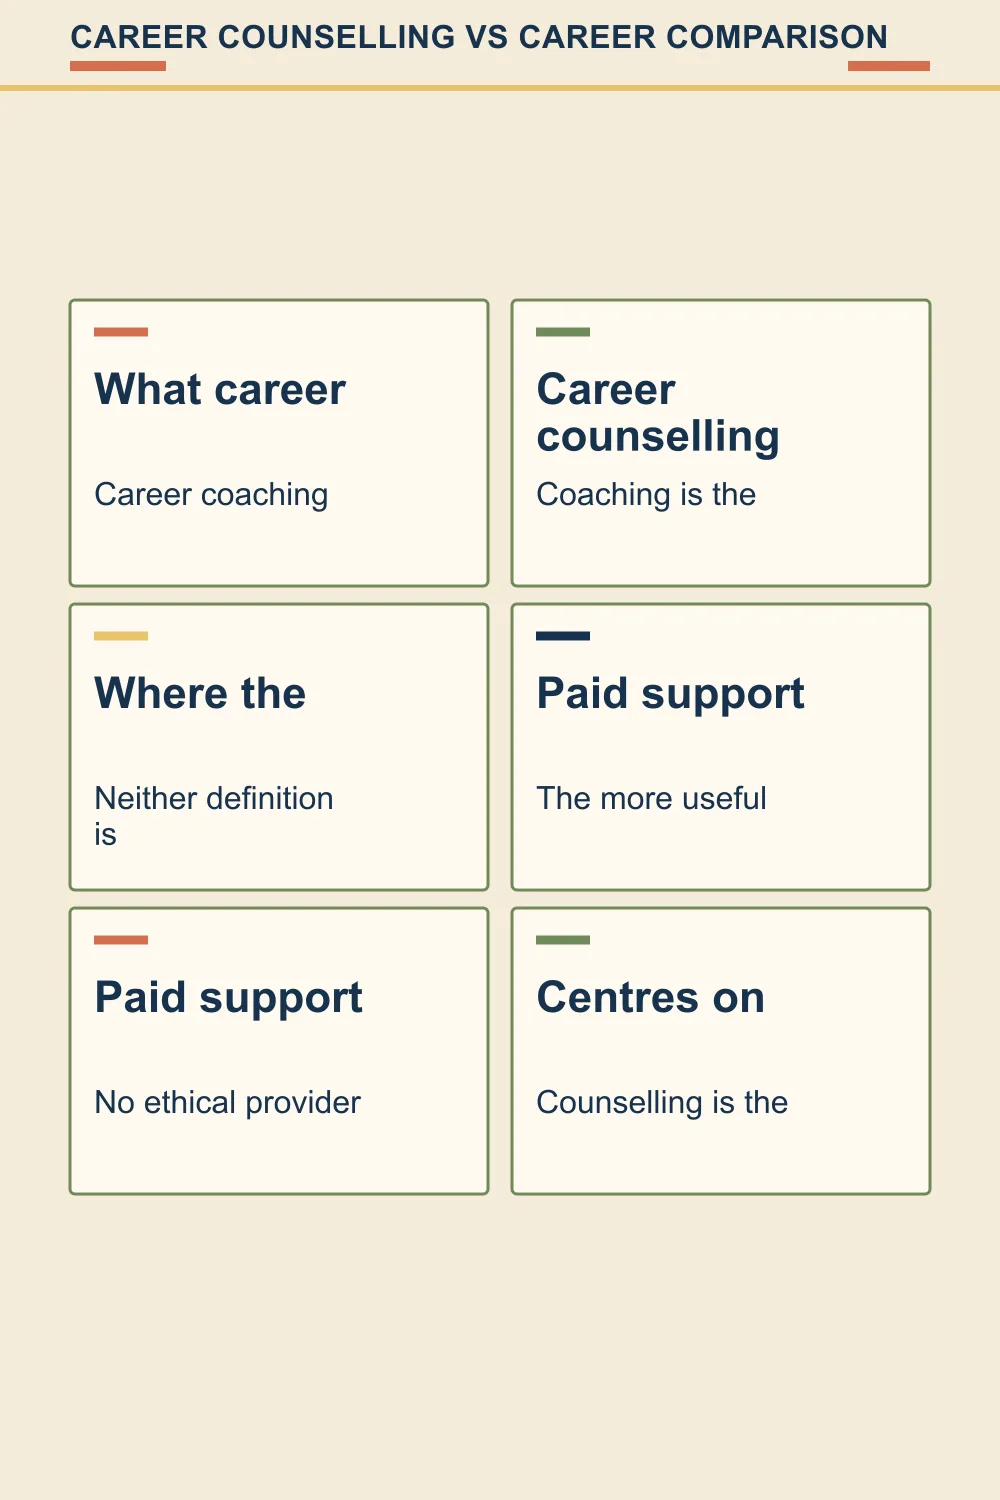 CAREER COUNSELLING VS CAREER COMPARISON
What career
Career coaching
Career
counselling
Coaching is the
Where the
Neither definition
is
Paid support
The more useful
Paid support
No ethical provider
Centres on
Counselling is the